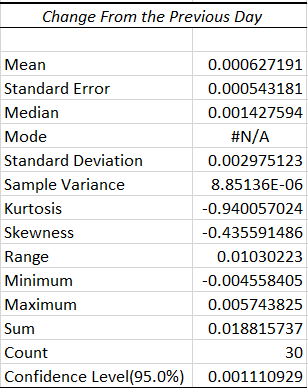 Change From the Previous Day
Mean 0.000627191
Standard Error 0.000543181
Median 0.001427594
Mode #N/A
Standard Deviation 0.002975123
Sample Variance 8.85136E-06
Kurtosis -0.940057024
Skewness -0.435591486
Range 0.01030223
Minimum -0.004558405
Maximum 0.005743825
Sum 0.018815737
Count 30
Confidence Level(95.0%) 0.001110929